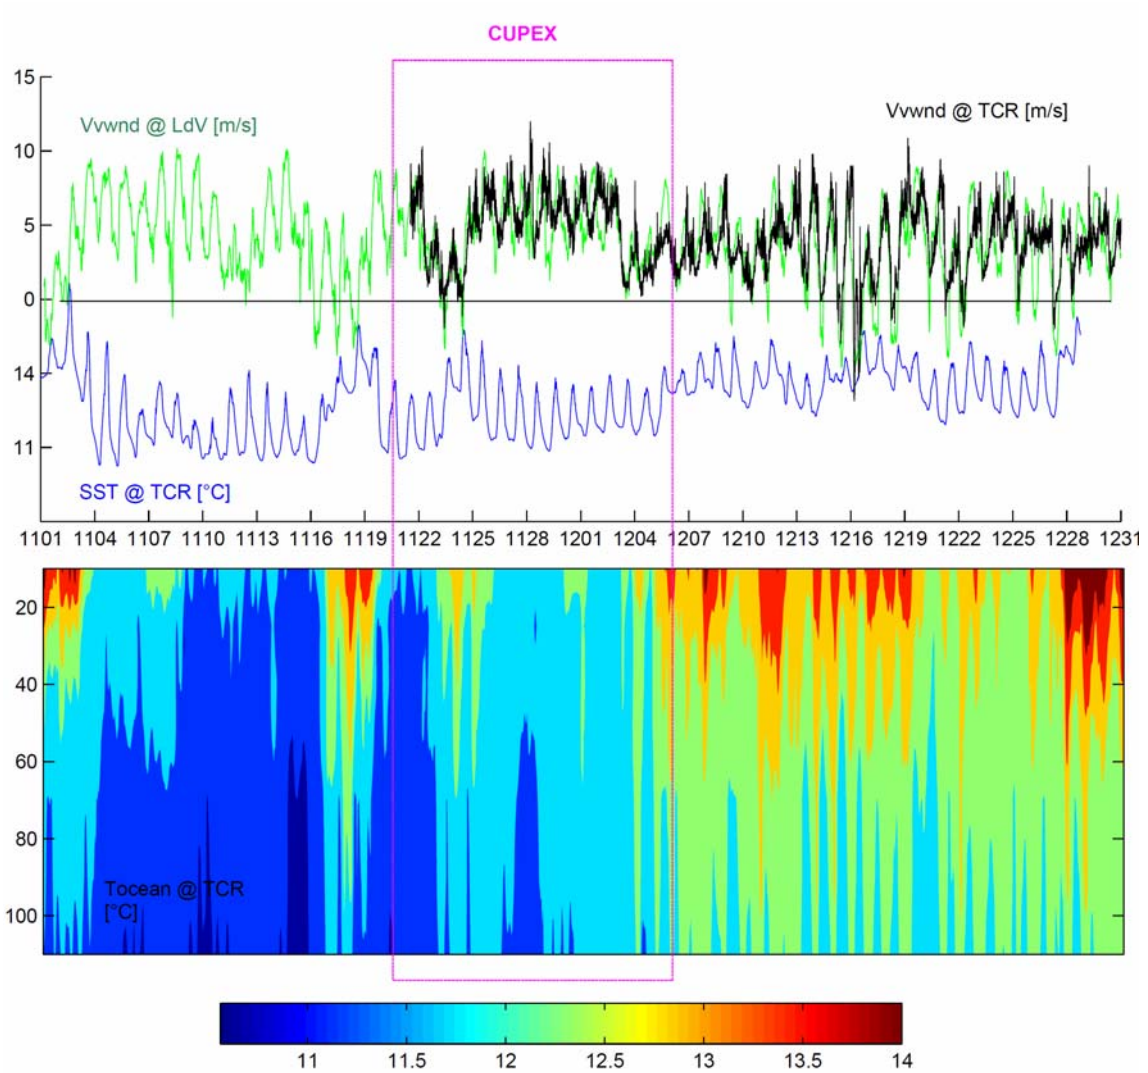 CUPEX
15
Vvwnd @ LdV [m/s]
Vvwnd @ TCR [m/s]
10
5
0
14
11
SST @ TCR [°C]
1101 1104 1107 1110 1113 1116 1119 1122 1125 1128 1201 1204 1207 1210 1213 1216 1219 1222 1225 1228 1231
20
40
60
80
Tocean @ TCR
[°C]
100
11 11.5 12 12.5 13 13.5 14